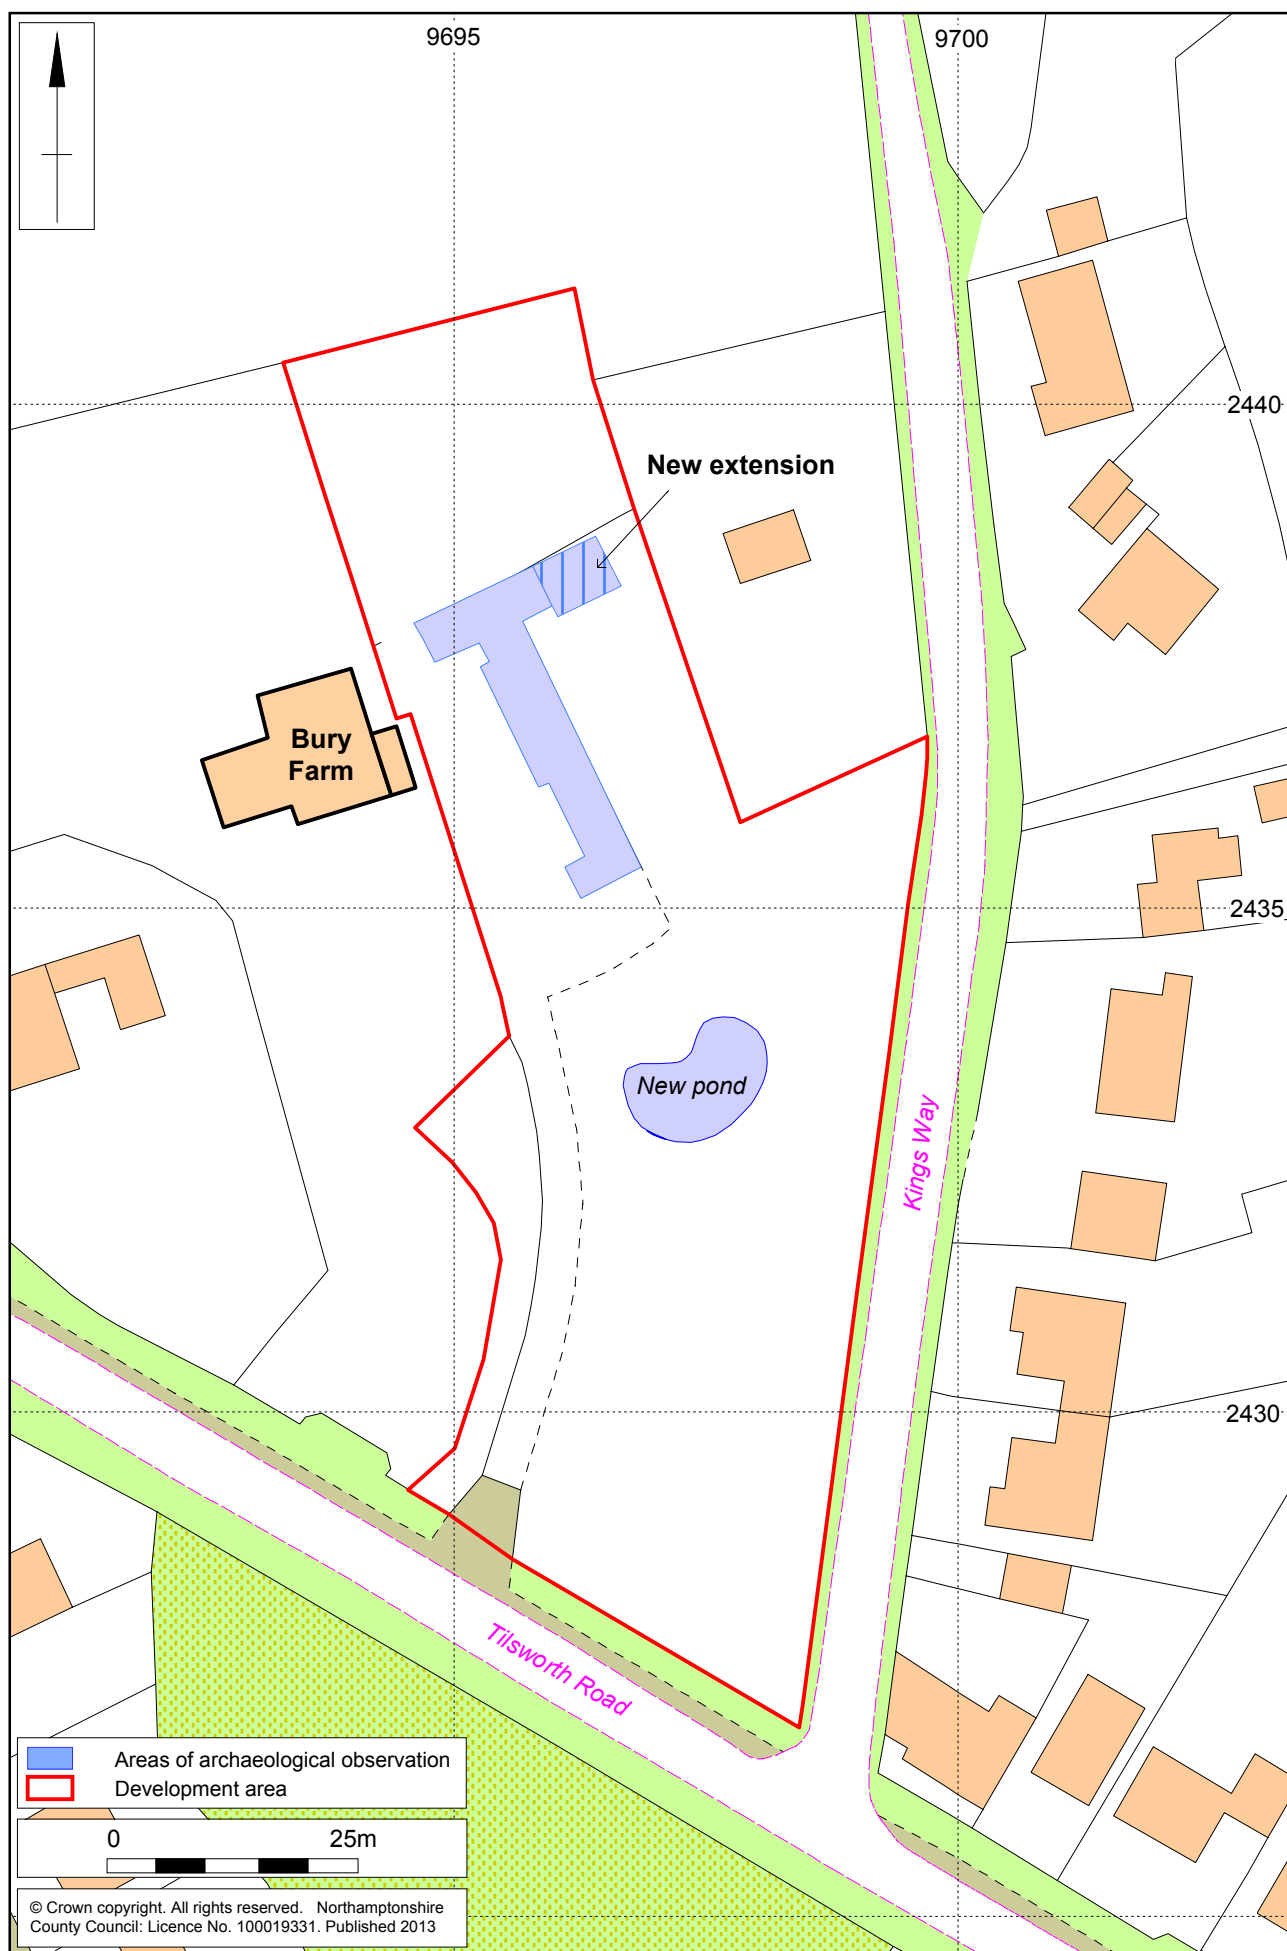 9695
9700
2440
New extension
Bury
Farm
2435
New pond
Kings Way
2430
Tilsworth Road
Areas of archaeological observation
Development area
0 25m
© Crown copyright. All rights reserved. Northamptonshire
County Council: Licence No. 100019331. Published 2013